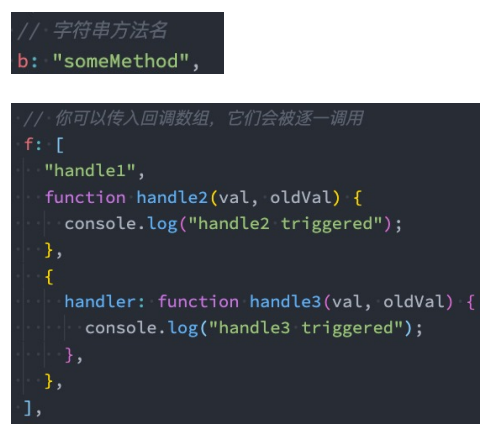 // 字符串方法名
b: "someMethod",
// 你可以传入回调数组，它们会被逐一调用
f: [
"handle1",
function handle2(val, oldVal) {
console.log("handle2 triggered");
},
{
handler: function handle3(val, oldVal) {
console.log("handle3 triggered");
},
},
],